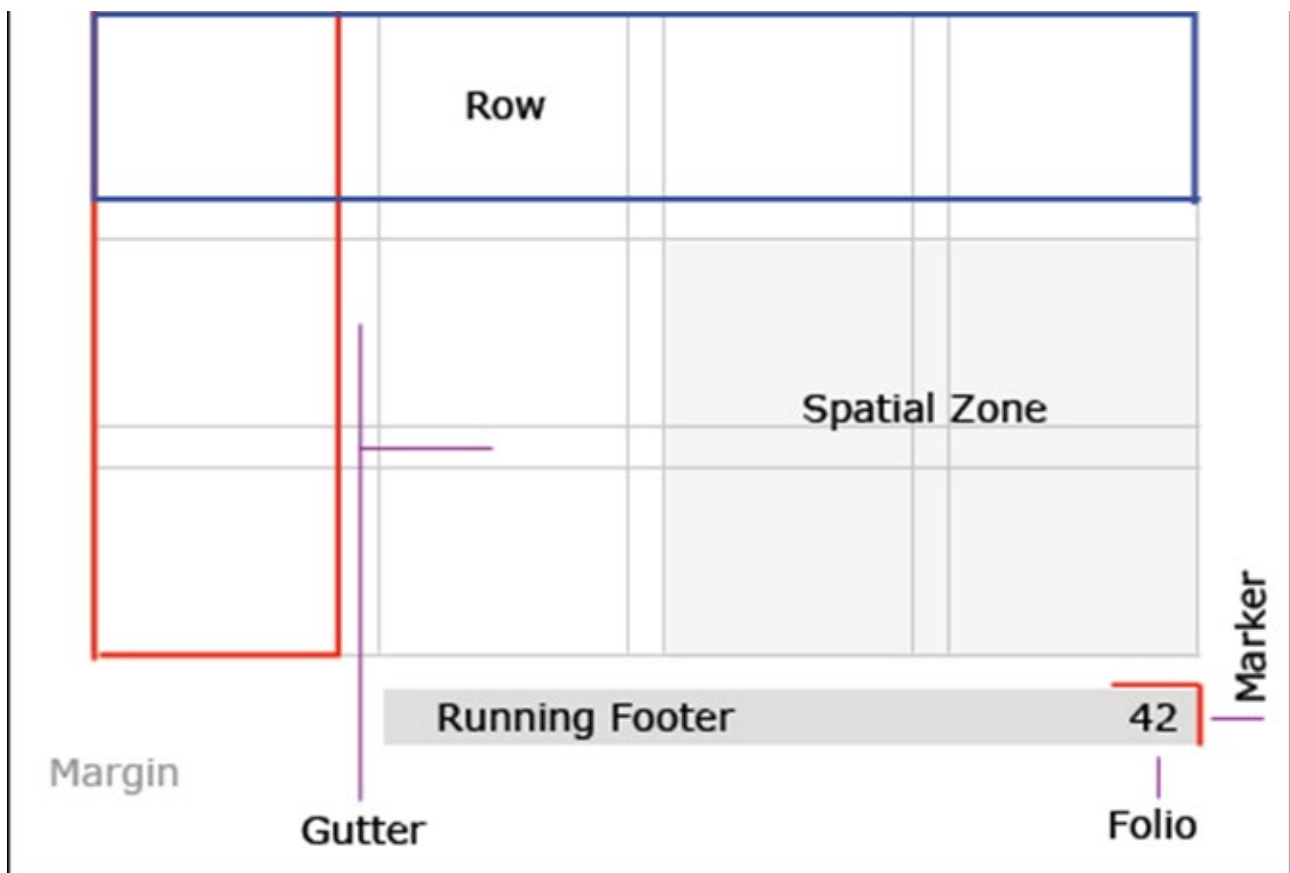 Row
Spatial Zone
Marker
Running Footer 42
Margin
Gutter
Folio